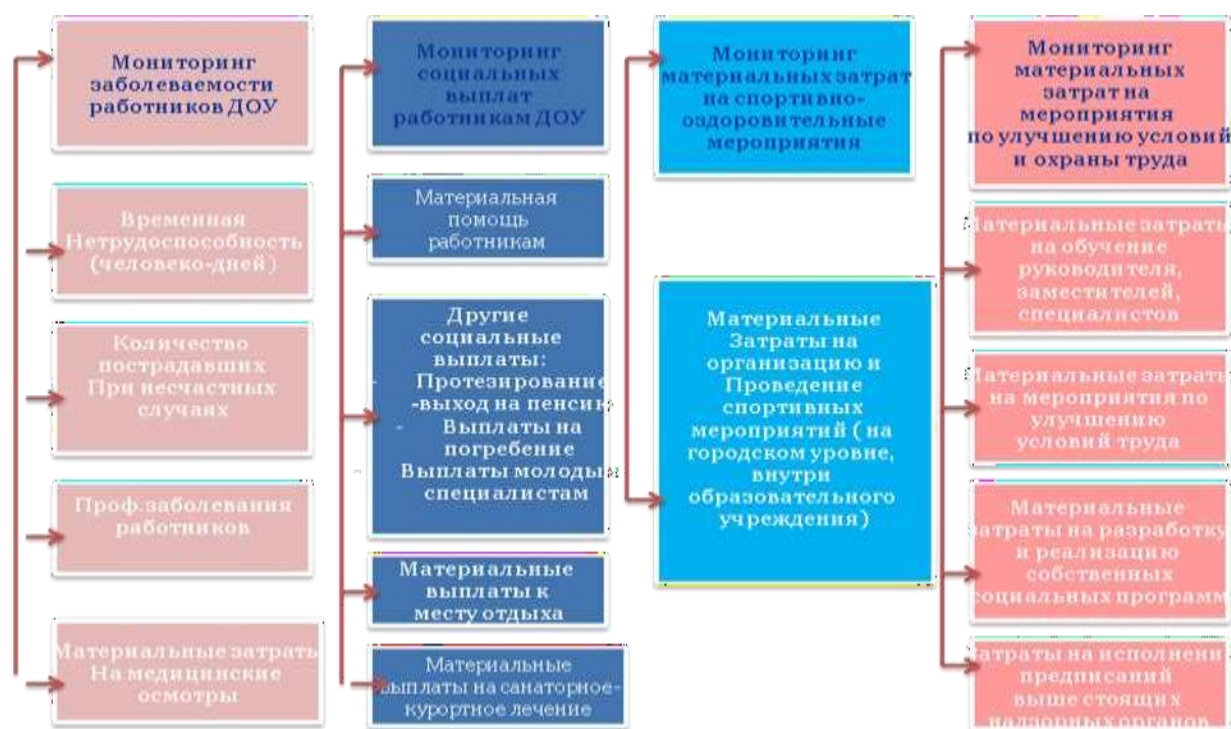 Мониторинг
заболеваемости
работников ДОУ
Временная
Нетрудоспособность
(человеко-дней)
Количество
пострадавших
При несчастных
случаях
Проф.заболевания
работников
Материальные затраты
На медицинские
осмотры
Мониторинг
социальных
выплат
работникам ДОУ
Материальная
помощь
работникам
Другие
социальные
выплаты:
- Протезирование
-выход на пенсию
- Выплаты на
погребение
Выплаты молодым
специалистам
Материальные
выплаты к
месту отдыха
Материальные
выплаты на санаторное-
курортное лечение
Мониторинг
материальных затрат
на спортивно-
оздоровительные
мероприятия
Материальные
Затраты на
организацию и
Проведение
спортивных
мероприятий ( на
городском уровне,
внутри
образовательного
учреждения)
Мониторинг
материальных
затрат на
мероприятия
по улучшению условий
и охраны труда
Материальные затраты
на обучение
руководителя,
заместителей,
специалистов
Материальные затраты
на мероприятия по
улучшению
условий труда
Материальные
затраты на разработку
и реализацию
собственных
социальных программ
затраты на исполнени
предписаний
выше стоящих
надзорных органов